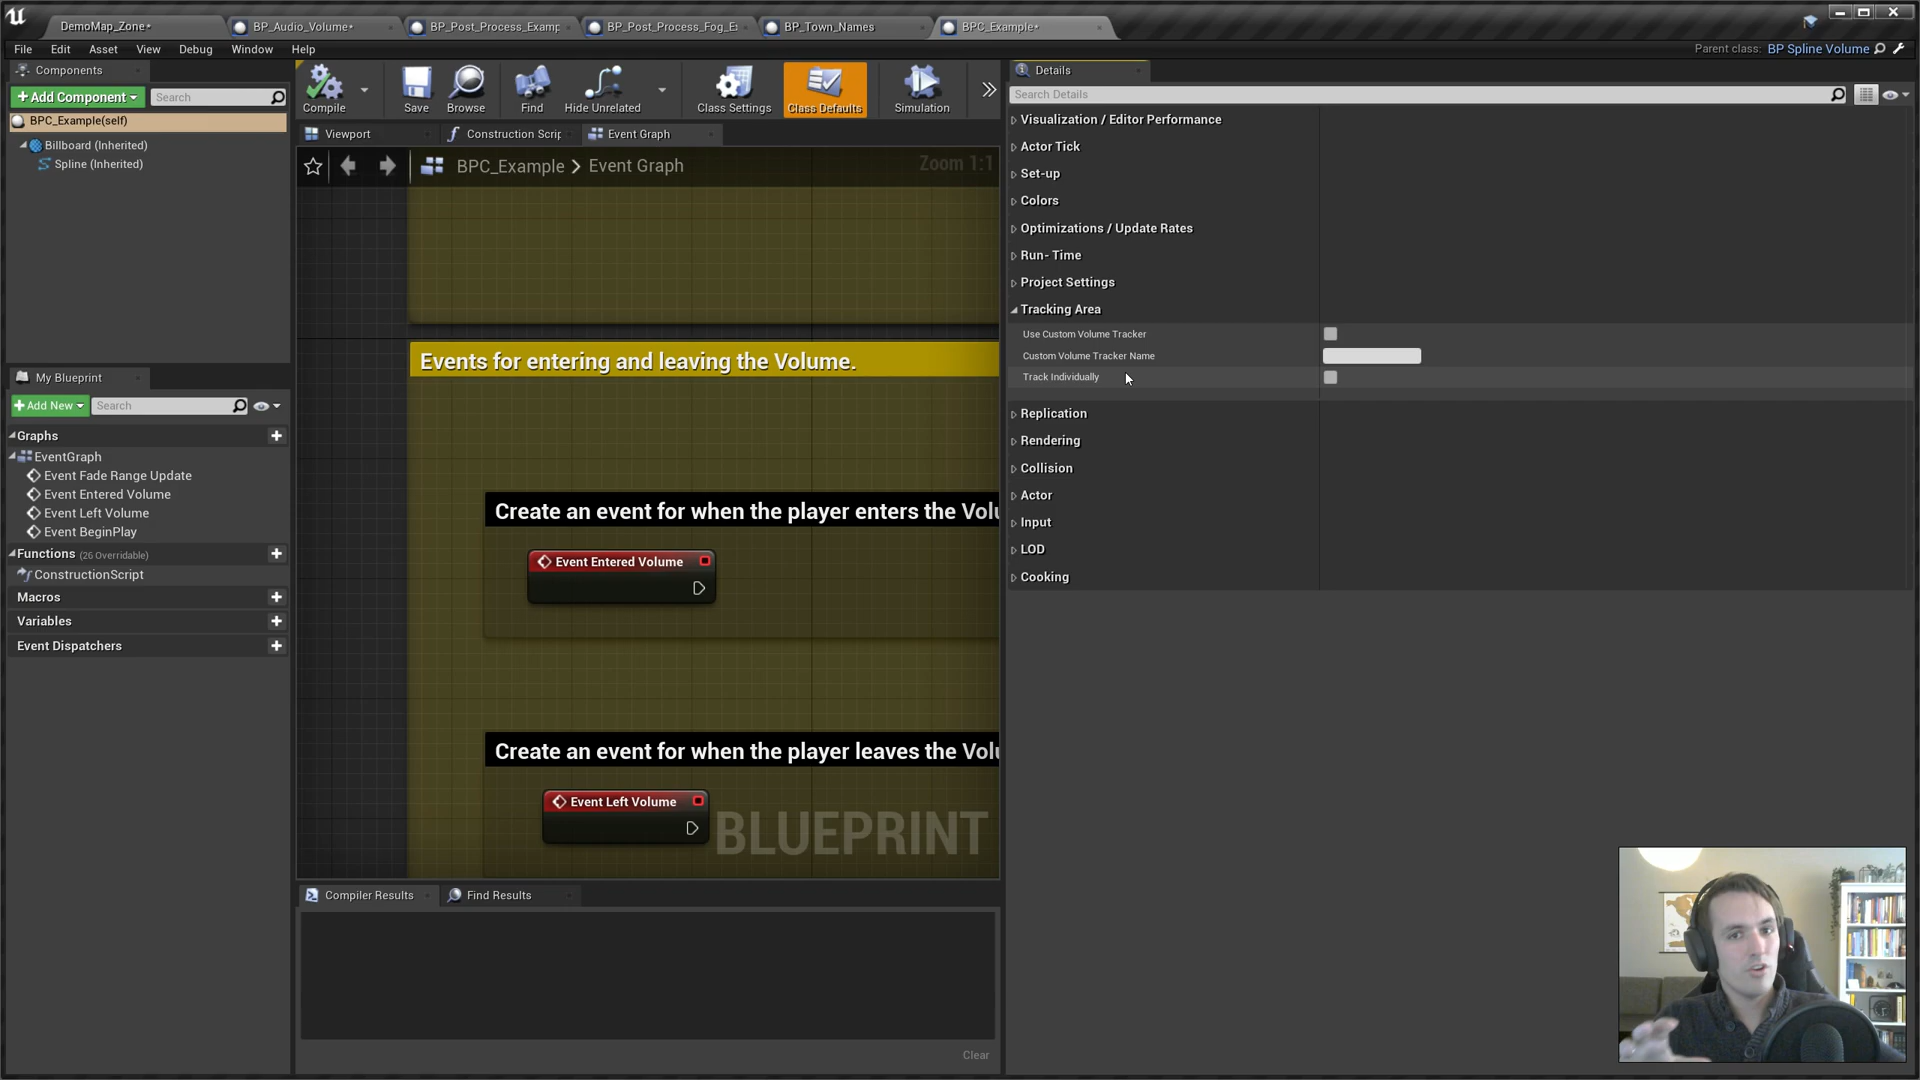 DemoMap_Zone•
BP_Audio_Volume•
BP_Post_Process_Examp
BP_Post_Process_Fog_E
BP_Town_Names
BPC_Example•
File Edit Asset View Debug Window Help
Parent class: BP Spline Volume
Components
+Add Component
Search
BPC_Example(self)
Billboard (Inherited)
Spline (Inherited)
Compile
Save
Browse
Find
Hide Unrelated
Class Settings
Class Defaults
Simulation
Viewport
Construction Scrip
Event Graph
BPC_Example > Event Graph
Zoom 1:1
Events for entering and leaving the Volume.
Create an event for when the player enters the Volu
Event Entered Volume
Create an event for when the player leaves the Volu
Event Left Volume
BLUEPRINT
My Blueprint
+Add New
Search
Graphs
EventGraph
Event Fade Range Update
Event Entered Volume
Event Left Volume
Event BeginPlay
Functions (26 Overridable)
ConstructionScript
Macros
Variables
Event Dispatchers
Compiler Results
Find Results
Clear
Details
Search Details
Visualization / Editor Performance
Actor Tick
Set-up
Colors
Optimizations / Update Rates
Run- Time
Project Settings
Tracking Area
Use Custom Volume Tracker
Custom Volume Tracker Name
Track Individually
Replication
Rendering
Collision
Actor
Input
LOD
Cooking